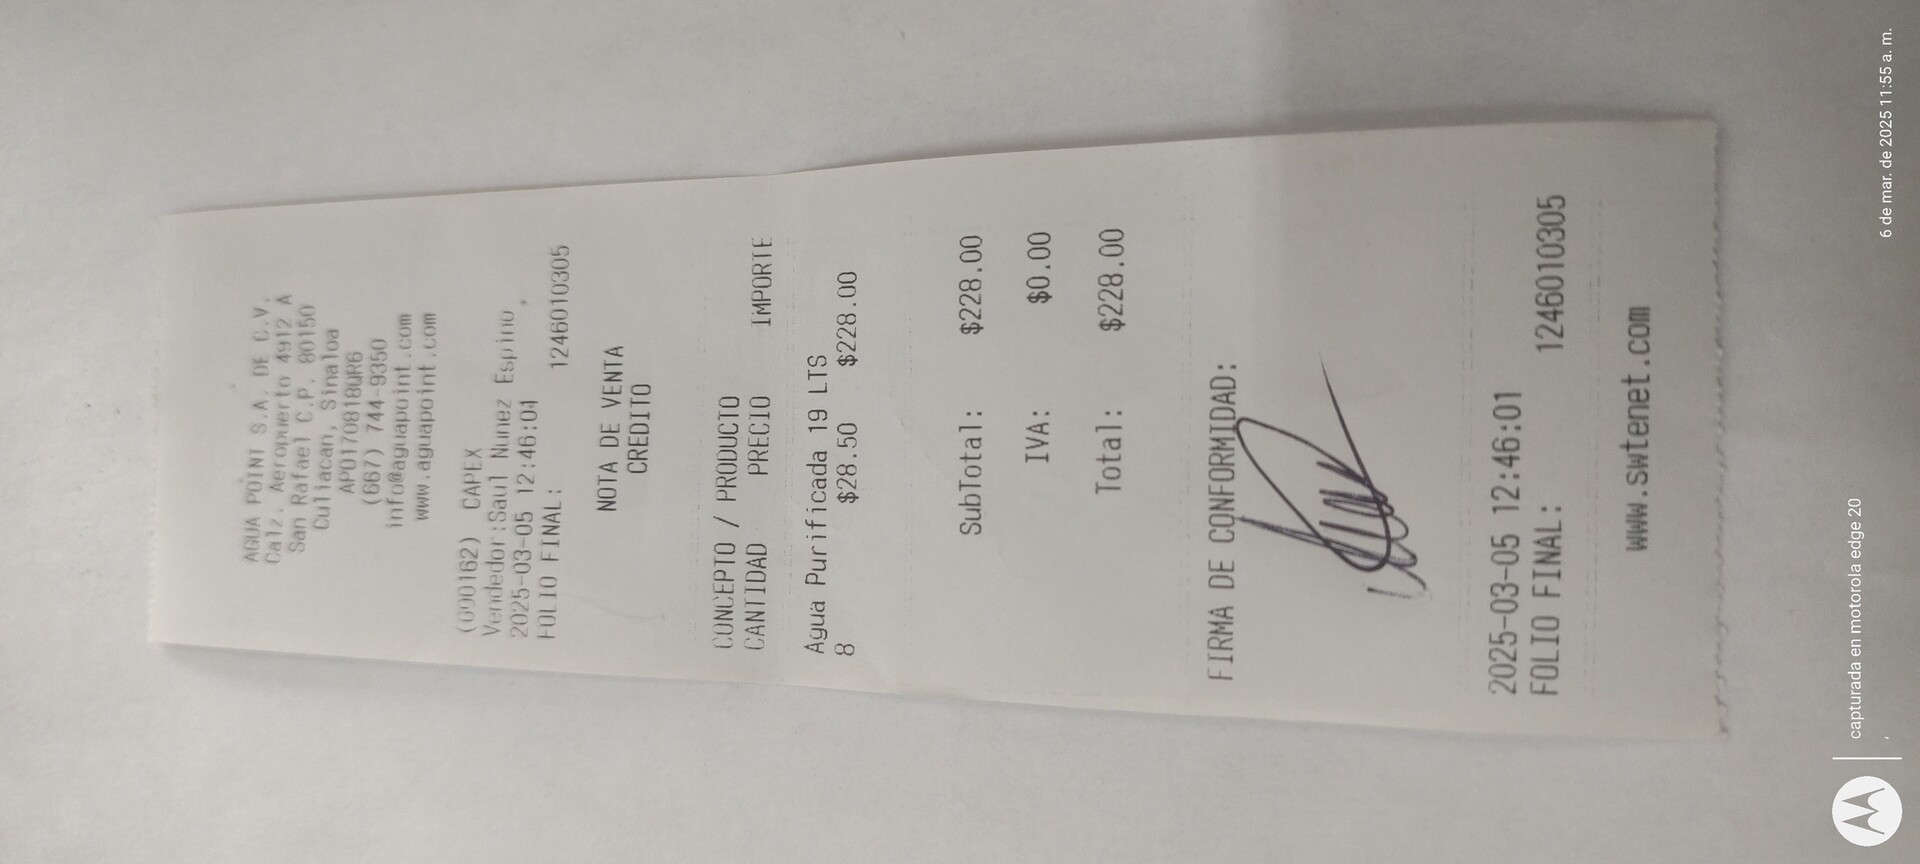 AGUA POINT S.A. DE C.V.
Calz. Aeropuerto 4912 A
San Rafael C.P. 80150
Culiacan, Sinaloa
APO170818QR6
(667) 744-9350
info@aguapoint.com
www.aguapoint.com
(000162) CAPEX
Vendedor:Saul Nunez Espino,
2025-03-05 12:46:01
FOLIO FINAL: 1246010305
NOTA DE VENTA
CREDITO
CONCEPTO / PRODUCTO
CANTIDAD PRECIO IMPORTE
Agua Purificada 19 LTS
8 $28.50 $228.00
SubTotal: $228.00
IVA: $0.00
Total: $228.00
FIRMA DE CONFORMIDAD:
2025-03-05 12:46:01
FOLIO FINAL: 1246010305
www.swtenet.com
capturada en motorola edge 20
6 de mar. de 2025 11:55 a. m.